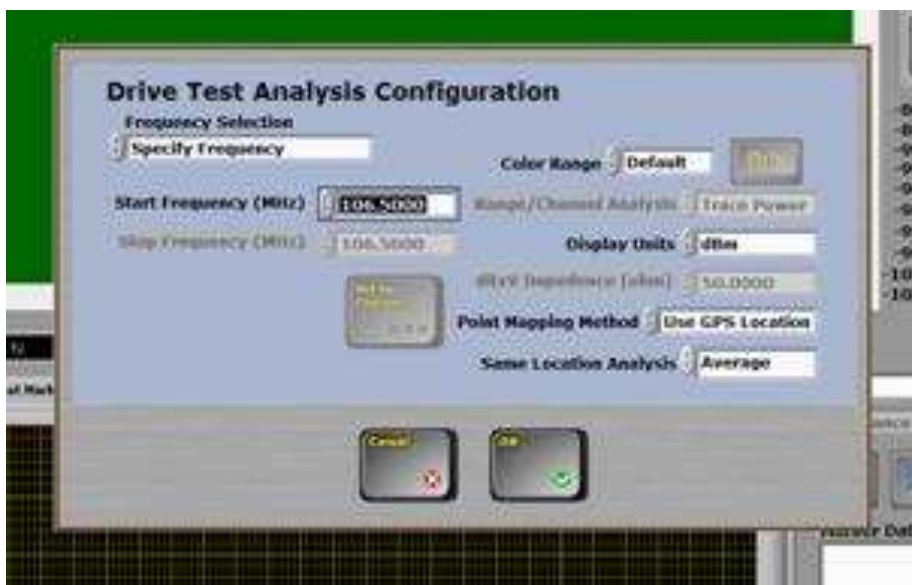 Drive Test Analysis Configuration
Frequency Selection
Specify Frequency
Color Range Default
Start Frequency (MHz) 106.5000
Range/Channel Analysis Trace Power
Stop Frequency (MHz) 106.5000
Display Units dBm
Impedance (ohm) 50.0000
Point Mapping Method Use GPS Location
Same Location Analysis Average
Cancel
OK